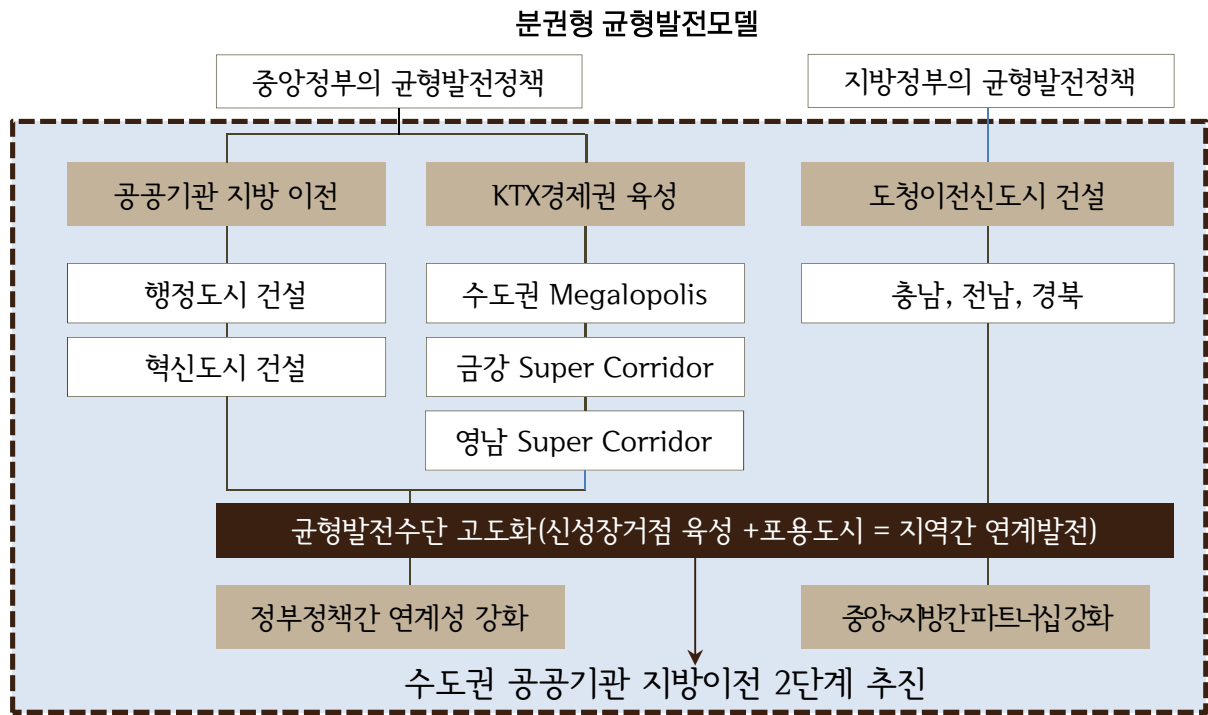 분권형 균형발전모델
중앙정부의 균형발전정책
지방정부의 균형발전정책
공공기관 지방 이전
KTX경제권 육성
도청이전신도시 건설
행정도시 건설
수도권 Megalopolis
충남, 전남, 경북
혁신도시 건설
금강 Super Corridor
영남 Super Corridor
균형발전수단 고도화(신성장거점 육성 +포용도시 = 지역간 연계발전)
정부정책간 연계성 강화
중앙~지방간 파트너십 강화
수도권 공공기관 지방이전 2단계 추진